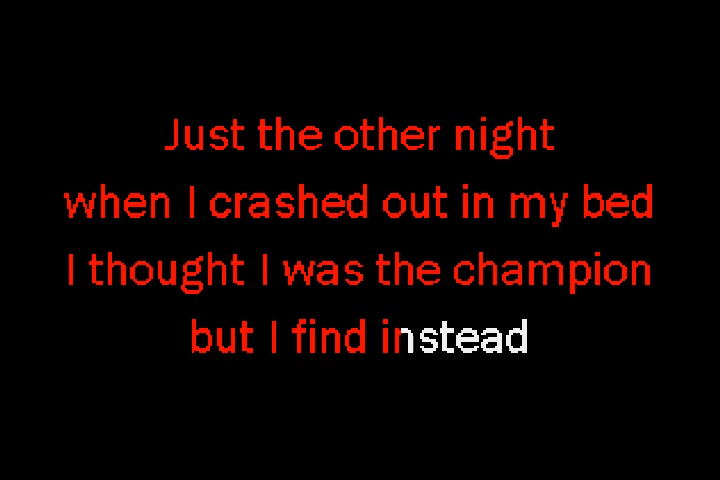 Just the other night
when I crashed out in my bed
I thought I was the champion
but I find instead